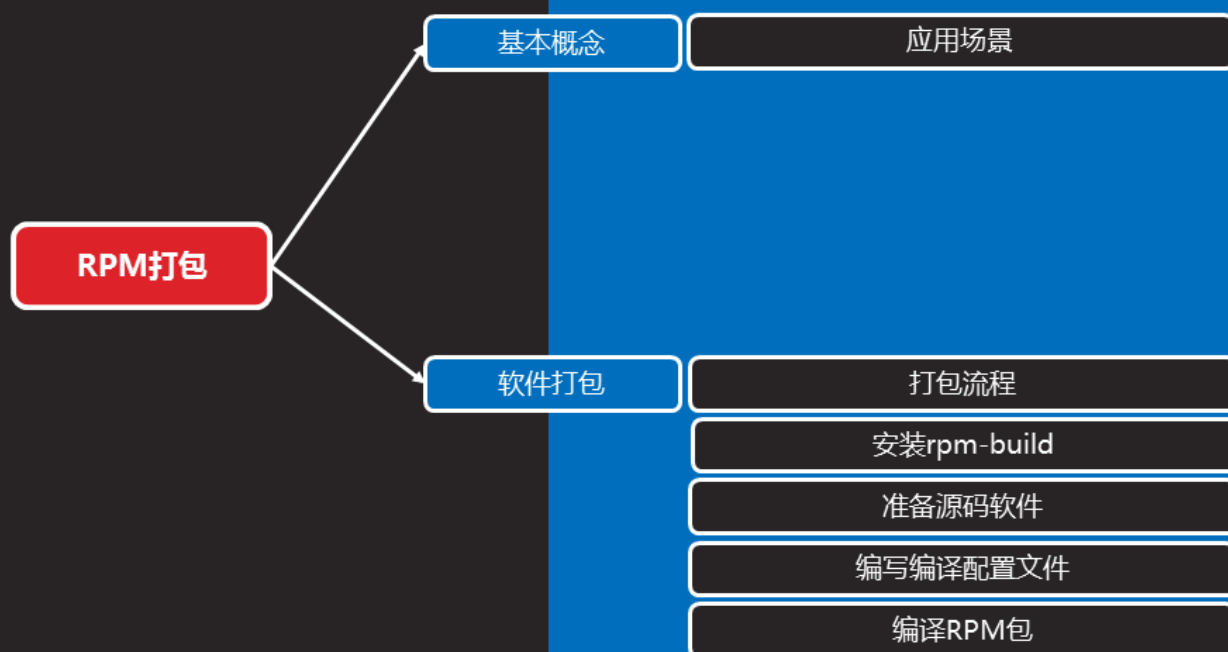 基本概念
应用场景
RPM打包
软件打包
打包流程
安装rpm-build
准备源码软件
编写编译配置文件
编译RPM包